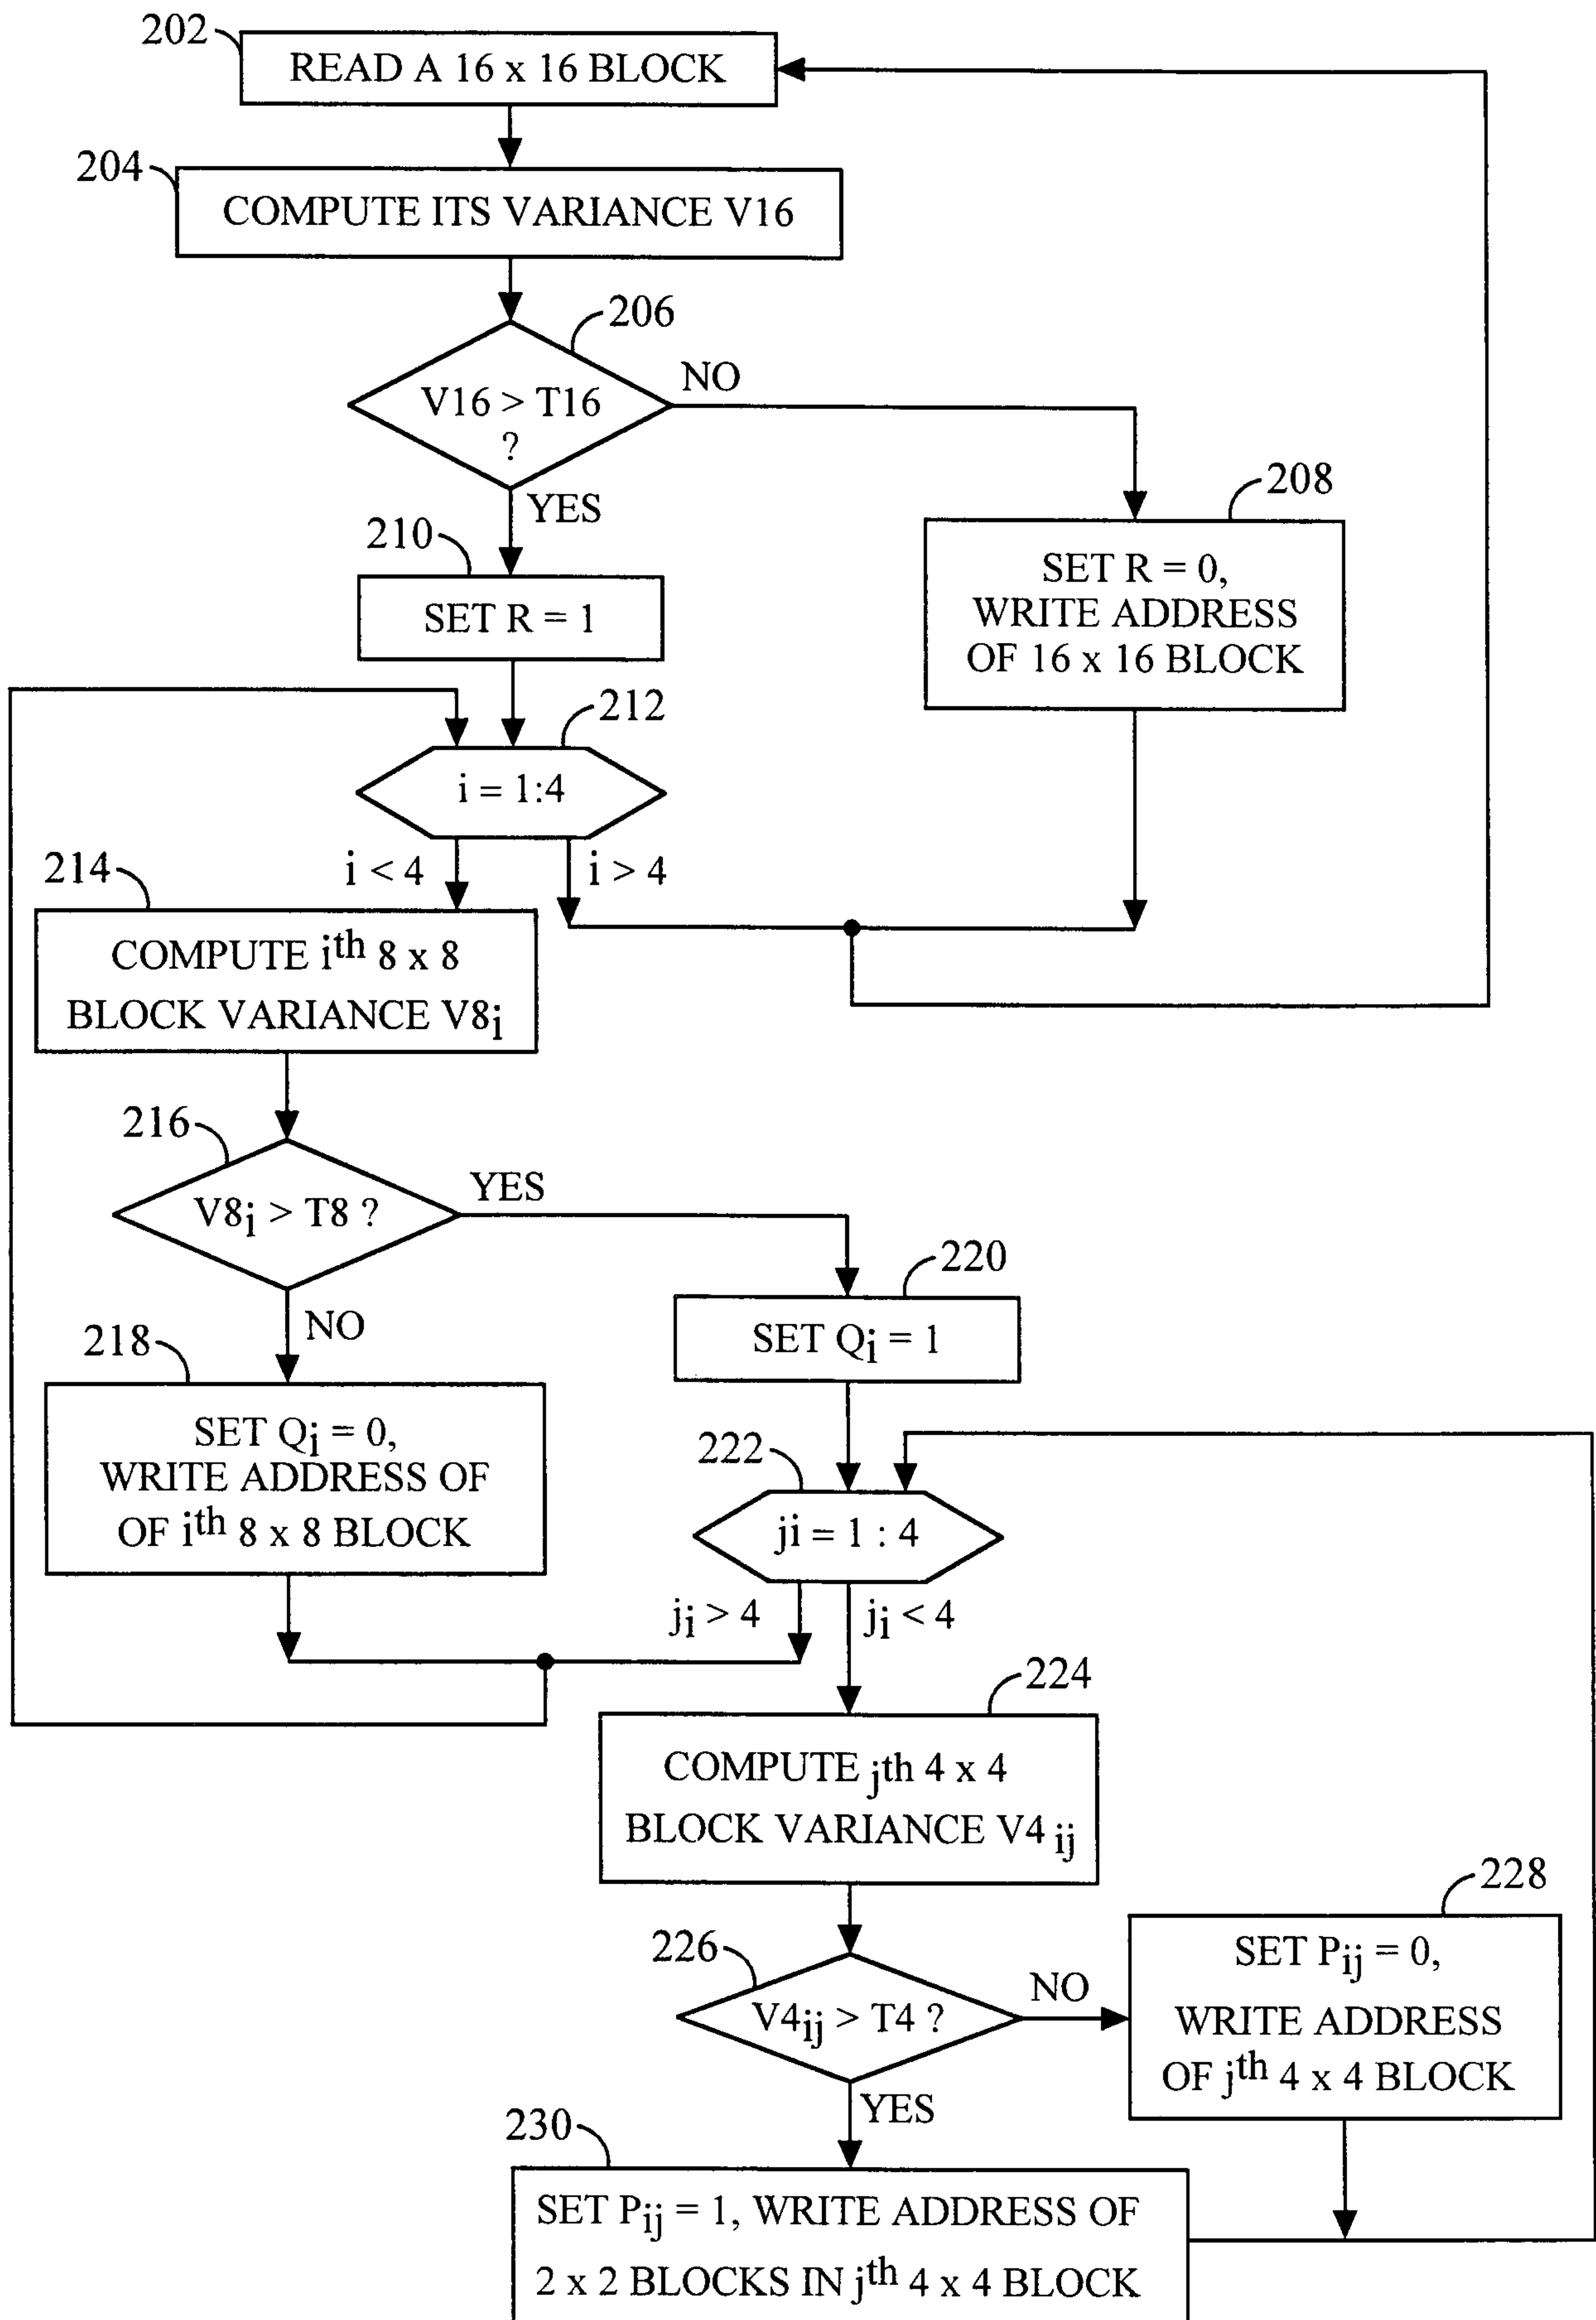 202
READ A 16 x 16 BLOCK
204
COMPUTE ITS VARIANCE V16
206
V16 > T16
?
NO
YES
208
SET R = 0,
WRITE ADDRESS
OF 16 x 16 BLOCK
210
SET R = 1
212
i = 1:4
i < 4
i > 4
214
COMPUTE ith 8 x 8
BLOCK VARIANCE V8i
216
V8i > T8 ?
YES
NO
218
SET Qi = 0,
WRITE ADDRESS OF
OF ith 8 x 8 BLOCK
220
SET Qi = 1
222
ji = 1 : 4
ji > 4
ji < 4
224
COMPUTE jth 4 x 4
BLOCK VARIANCE V4 ij
226
V4ij > T4 ?
NO
YES
228
SET Pij = 0,
WRITE ADDRESS
OF jth 4 x 4 BLOCK
230
SET Pij = 1, WRITE ADDRESS OF
2 x 2 BLOCKS IN jth 4 x 4 BLOCK